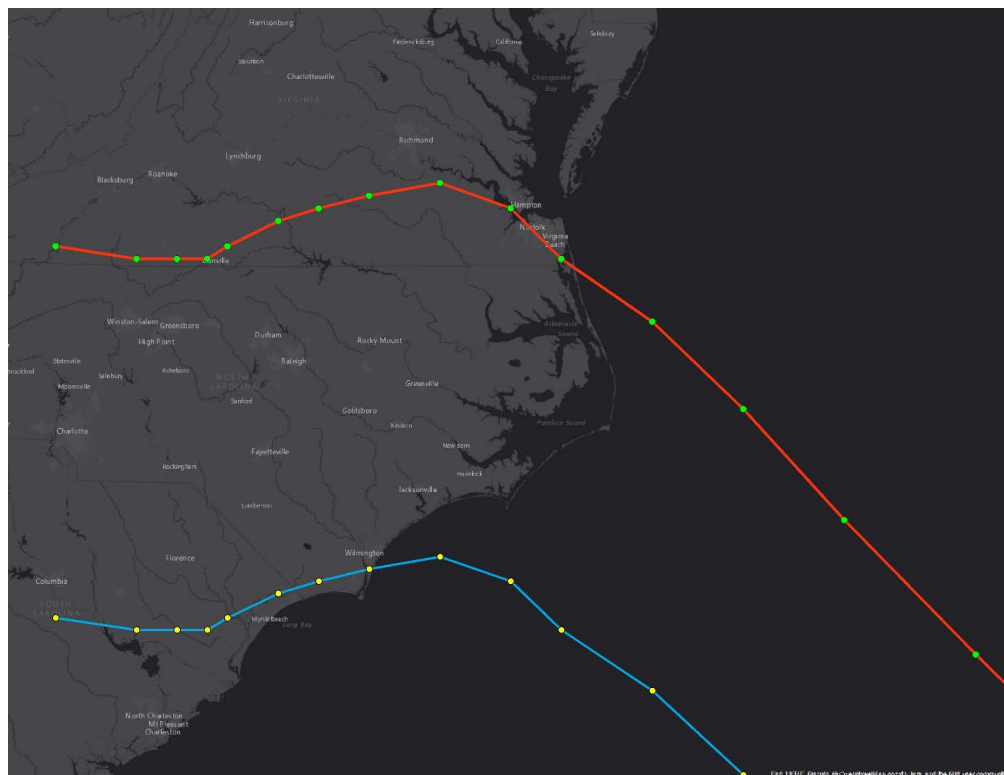 Harrisonburg
Salisbury
Fredericksburg
California
Staunton
Charlottesville
Chesapeake
Bay
VIRGINIA
Richmond
Lynchburg
Roanoke
Blacksburg
Hampton
Norfolk
Virginia
Beach
Danville
Winston-Salem
Greensboro
Albemarle
Sound
Durham
High Point
Rocky Mount
Statesville
Raleigh
Asheboro
Salisbury
Mooresville
NORTH
CAROLINA
Greenville
Sanford
Goldsboro
Kinston
Pamlico Sound
Charlotte
New Bern
Fayetteville
Rockingham
Havelock
Jacksonville
Lumberton
Wilmington
Florence
Columbia
SOUTH
CAROLINA
Myrtle Beach
Long Bay
North Charleston
Mt Pleasant
Charleston